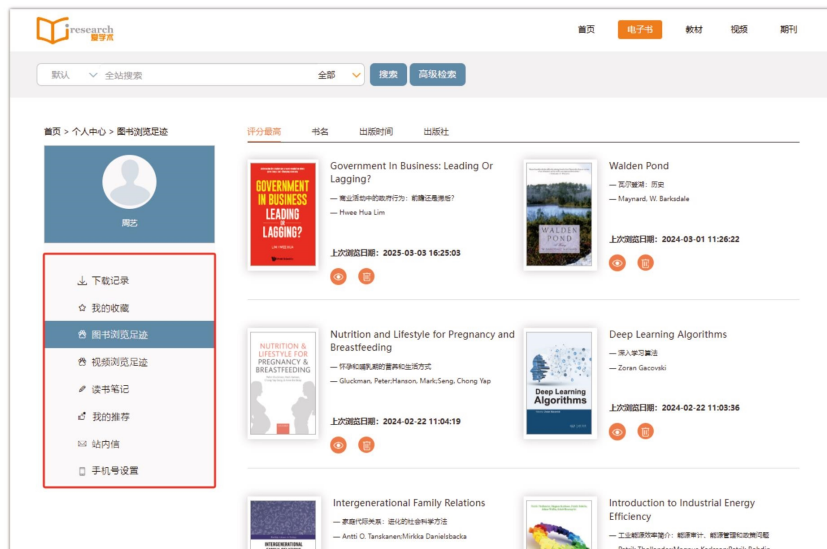 iresearch
爱学术
首页 电子书 教材 视频 期刊
默认 全站搜索 全部 搜索 高级检索
首页 > 个人中心 > 图书浏览足迹
周艺
下载记录
我的收藏
图书浏览足迹
视频浏览足迹
读书笔记
我的推荐
站内信
手机号设置
评分最高 书名 出版时间 出版社
GOVERNMENT
IN BUSINESS
LEADING
OR
LAGGING?
Government In Business: Leading Or
Lagging?
— 商业活动中的政府行为：前瞻还是滞后?
— Hwee Hua Lim
上次浏览日期：2025-03-03 16:25:03
WALDEN
POND
Walden Pond
— 瓦尔登湖：历史
— Maynard, W. Barksdale
上次浏览日期：2024-03-01 11:26:22
NUTRITION &
LIFESTYLE FOR
PREGNANCY &
BREASTFEEDING
Nutrition and Lifestyle for Pregnancy and
Breastfeeding
— 怀孕和哺乳期的营养和生活方式
— Gluckman, Peter;Hanson, Mark;Seng, Chong Yap
上次浏览日期：2024-02-22 11:04:19
Deep Learning
Algorithms
Deep Learning Algorithms
— 深入学习算法
— Zoran Gacovski
上次浏览日期：2024-02-22 11:03:36
INTERGENERATIONAL
Intergenerational Family Relations
— 家庭代际关系：进化的社会科学方法
— Antti O. Tanskanen;Mirkka Danielsbacka
Introduction to Industrial Energy
Efficiency
— 工业能源效率简介：能源审计、能源管理和政策问题